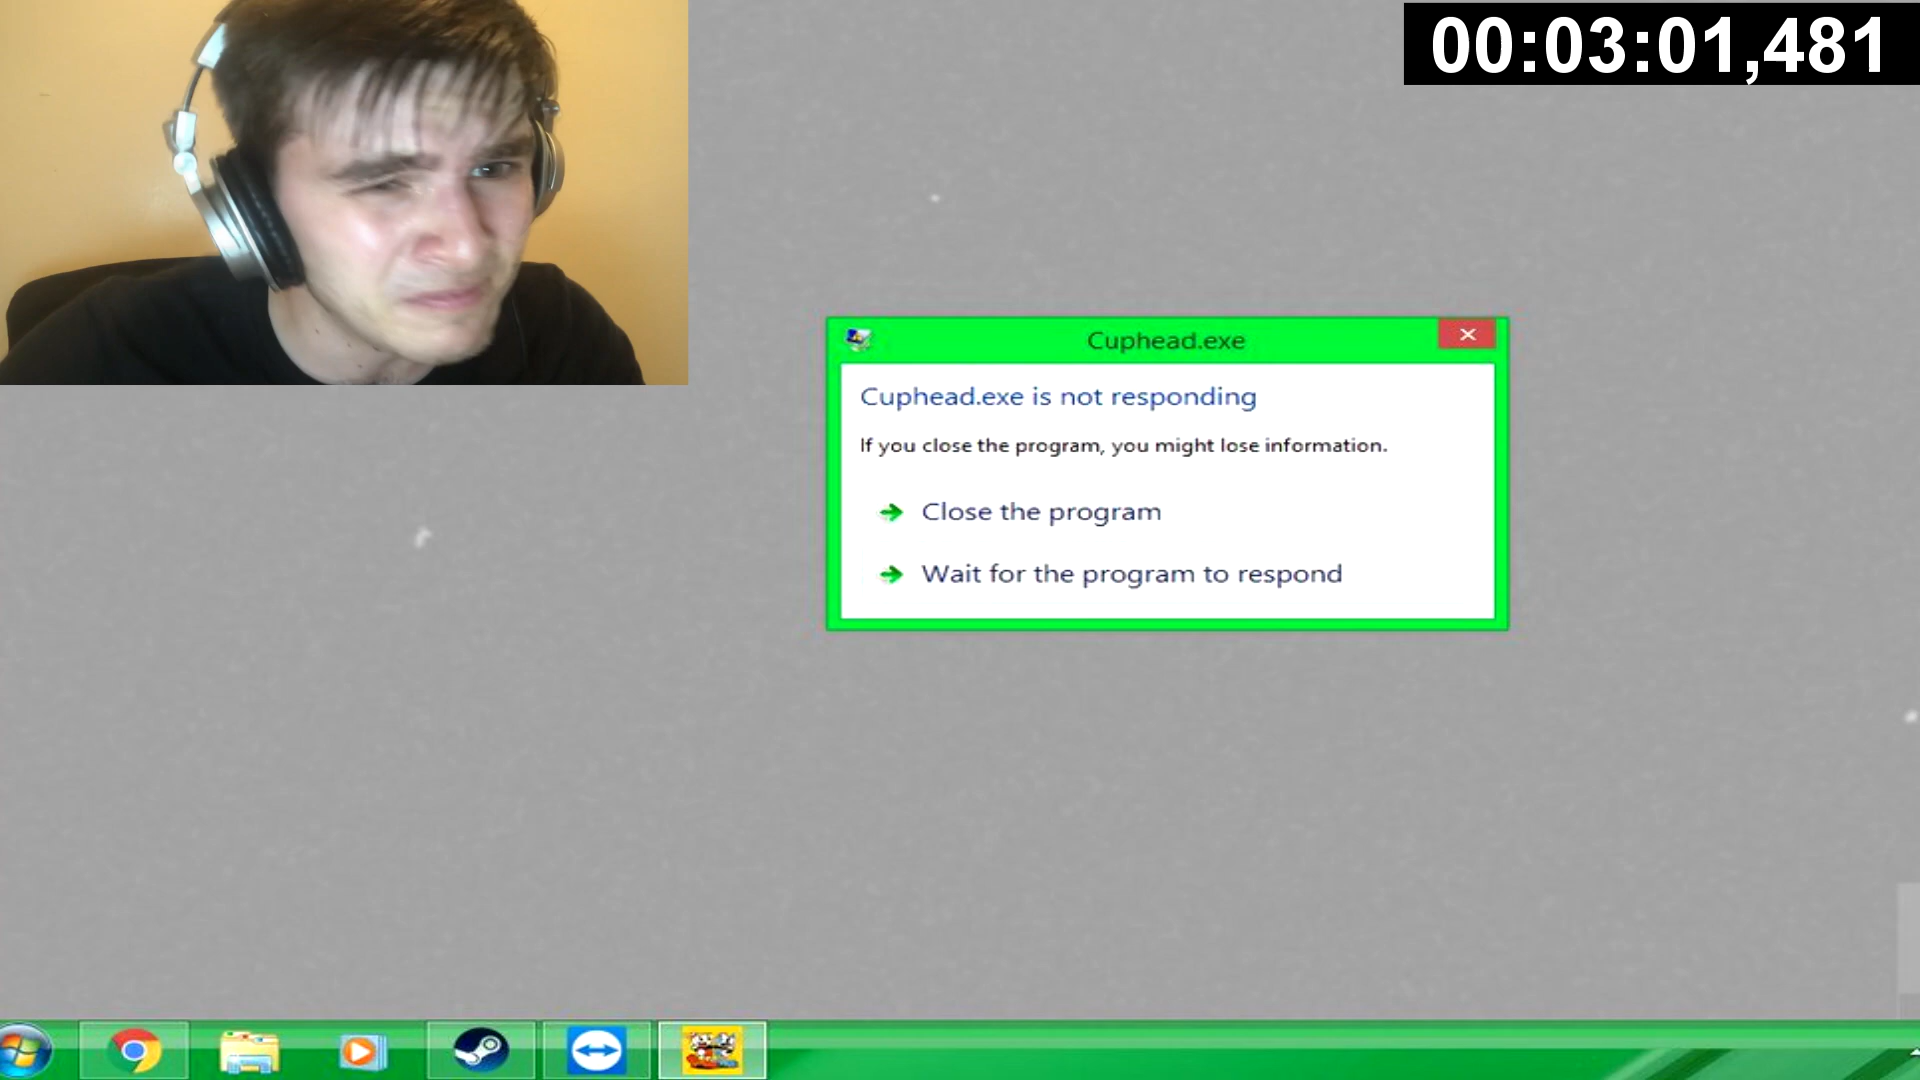 00:03:01,481
Cuphead.exe
Cuphead.exe is not responding
If you close the program, you might lose information.
Close the program
Wait for the program to respond